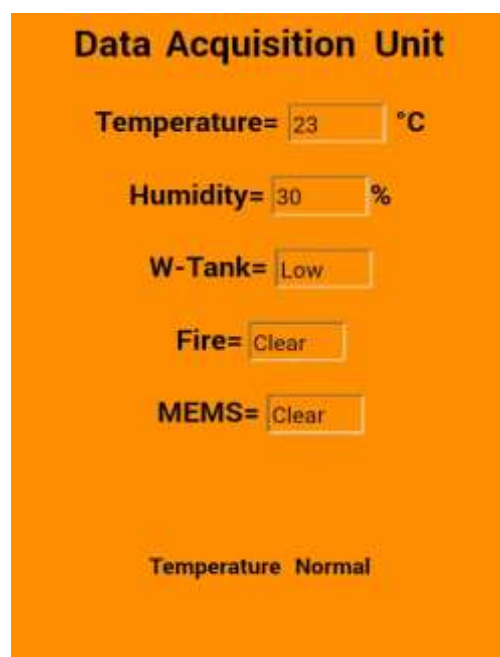 Data Acquisition Unit
Temperature= 23 °C
Humidity= 30 %
W-Tank= Low
Fire= Clear
MEMS= Clear
Temperature Normal